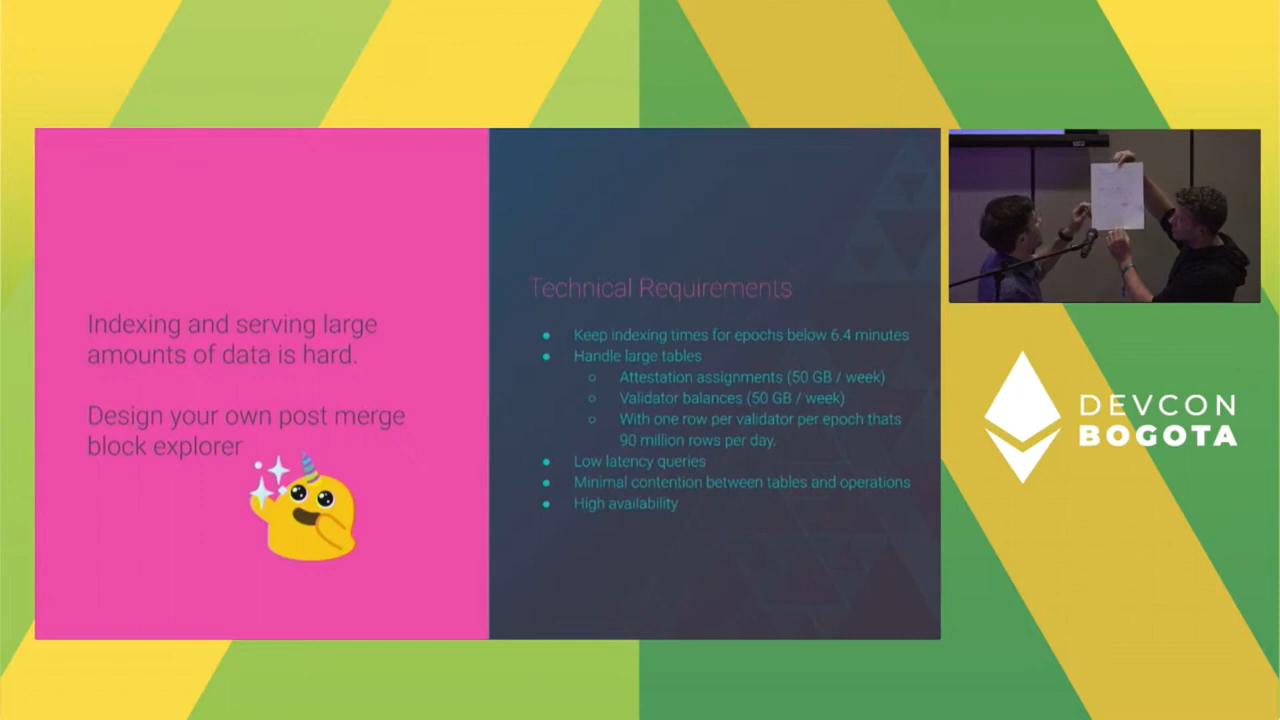 Indexing and serving large
amounts of data is hard.
Design your own post merge
block explorer
Technical Requirements
Keep indexing times for epochs below 6.4 minutes
Handle large tables
Attestation assignments (50 GB / week)
Validator balances (50 GB / week)
With one row per validator per epoch thats
90 million rows per day.
Low latency queries
Minimal contention between tables and operations
High availability
DEVCON
BOGOTA